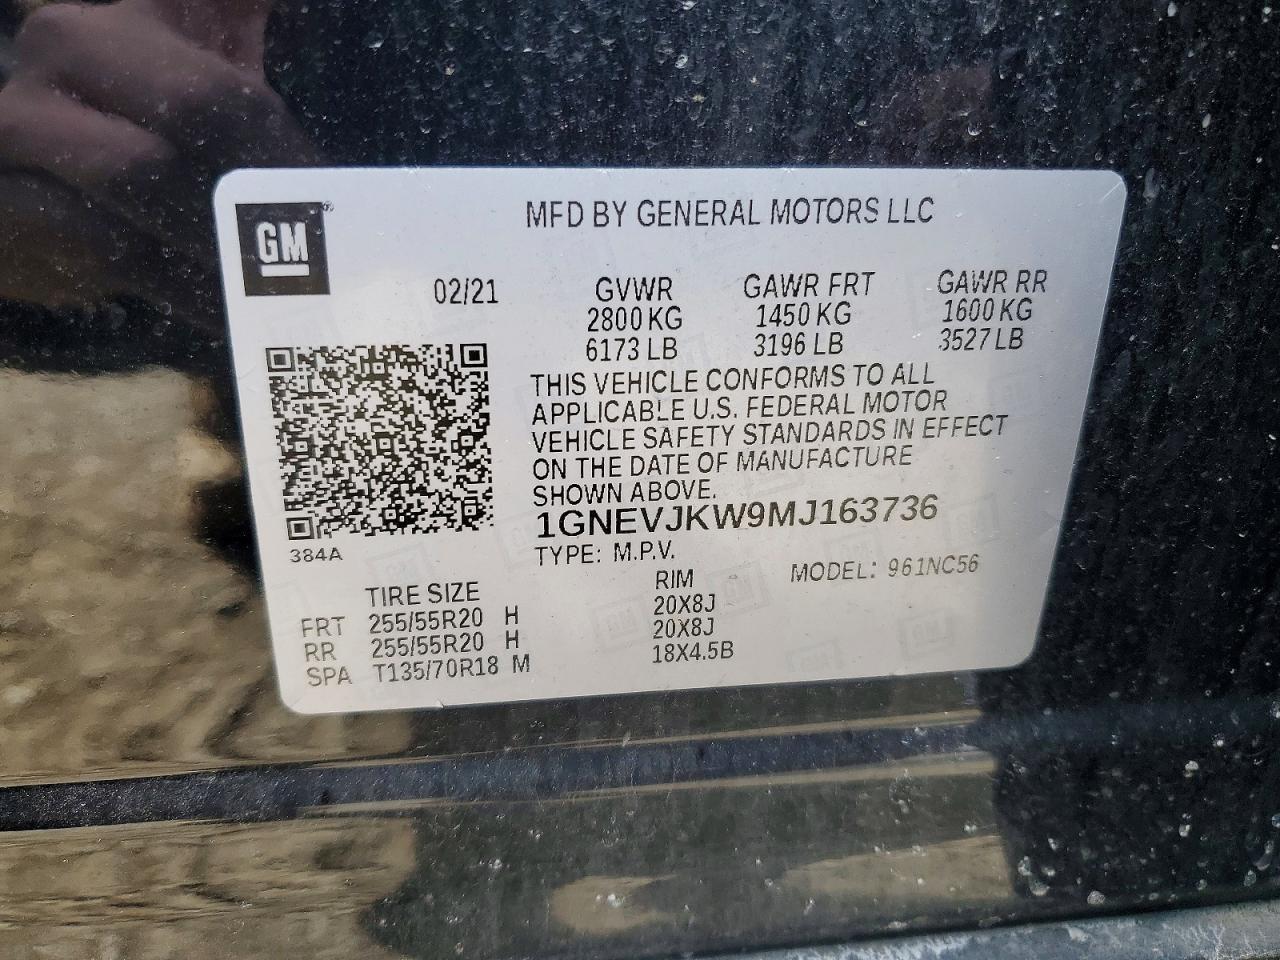 GM
MFD BY GENERAL MOTORS LLC
02/21 GVWR GAWR FRT GAWR RR
2800 KG 1450 KG 1600 KG
6173 LB 3196 LB 3527 LB
THIS VEHICLE CONFORMS TO ALL
APPLICABLE U.S. FEDERAL MOTOR
VEHICLE SAFETY STANDARDS IN EFFECT
ON THE DATE OF MANUFACTURE
SHOWN ABOVE.
1GNEVJKW9MJ163736
384A
TYPE: M.P.V. MODEL: 961NC56
TIRE SIZE RIM
FRT 255/55R20 H 20X8J
RR 255/55R20 H 20X8J
SPA T135/70R18 M 18X4.5B